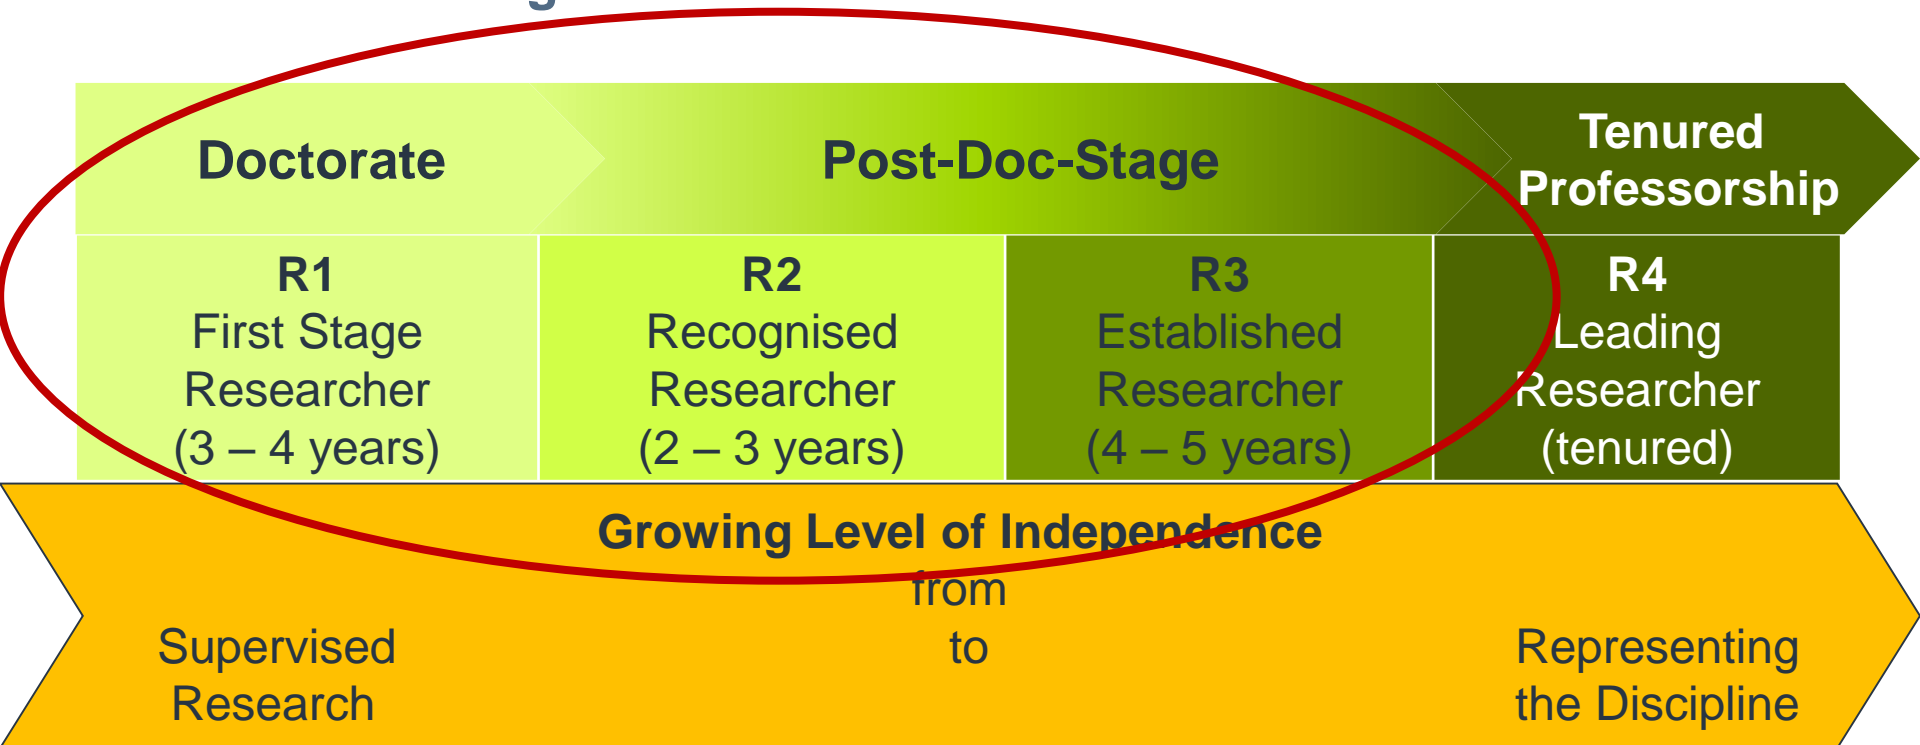 Doctorate
Post-Doc-Stage
Tenured
Professorship
R1
First Stage
Researcher
(3 – 4 years)
R2
Recognised
Researcher
(2 – 3 years)
R3
Established
Researcher
(4 – 5 years)
R4
Leading
Researcher
(tenured)
Growing Level of Independence
from
to
Supervised
Research
Representing
the Discipline